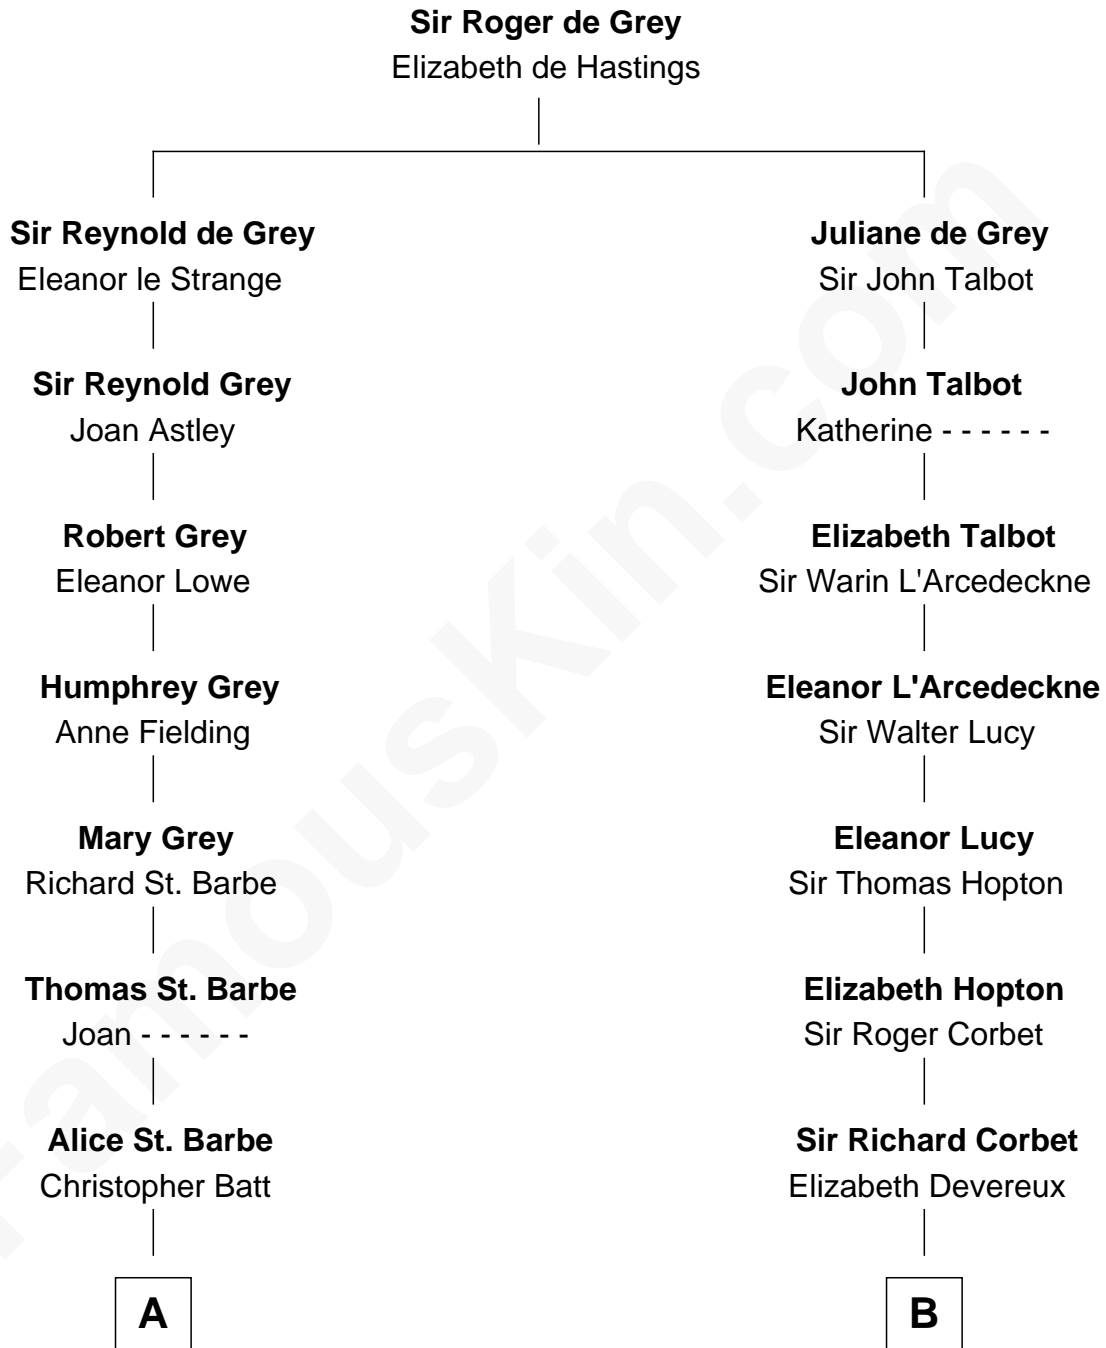 Sir Roger de Grey
Elizabeth de Hastings
Sir Reynold de Grey
Eleanor le Strange
Juliane de Grey
Sir John Talbot
Sir Reynold Grey
Joan Astley
John Talbot
Katherine - - - - - -
Robert Grey
Eleanor Lowe
Elizabeth Talbot
Sir Warin L'Arcedeckne
Humphrey Grey
Anne Fielding
Eleanor L'Arcedeckne
Sir Walter Lucy
Mary Grey
Richard St. Barbe
Eleanor Lucy
Sir Thomas Hopton
Thomas St. Barbe
Joan - - - - - -
Elizabeth Hopton
Sir Roger Corbet
Alice St. Barbe
Christopher Batt
Sir Richard Corbet
Elizabeth Devereux
A
B
FamousKin.com